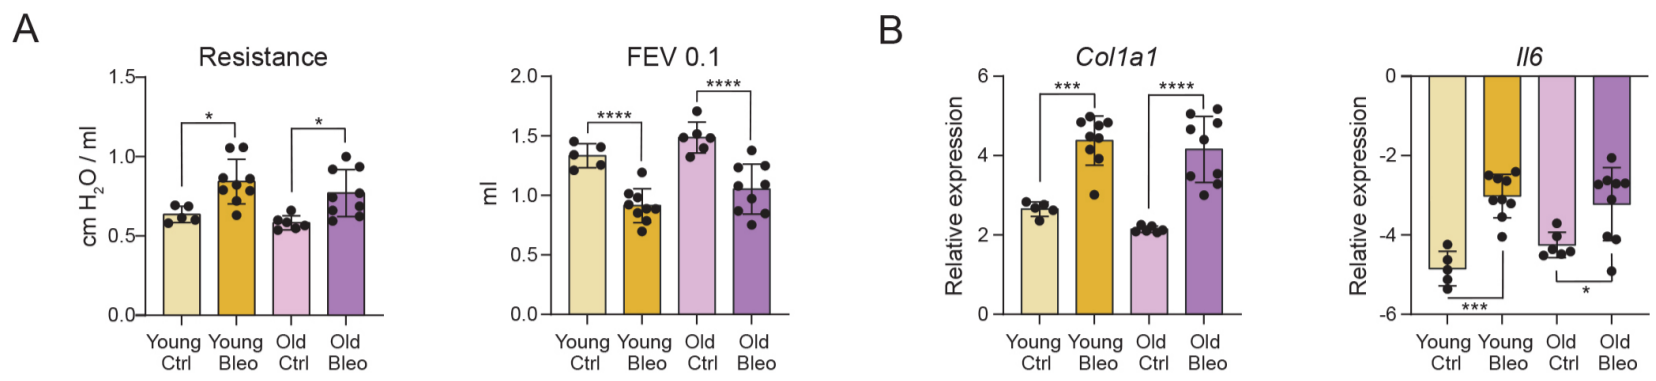 A
Resistance
cm H2O / ml
1.5
1.0
0.5
0.0
*
*
Young Ctrl
Young Bleo
Old Ctrl
Old Bleo
FEV 0.1
ml
2.0
1.5
1.0
0.5
0.0
****
****
Young Ctrl
Young Bleo
Old Ctrl
Old Bleo
B
Col1a1
Relative expression
6
4
2
0
***
****
Young Ctrl
Young Bleo
Old Ctrl
Old Bleo
Il6
Relative expression
0
-2
-4
-6
***
*
Young Ctrl
Young Bleo
Old Ctrl
Old Bleo